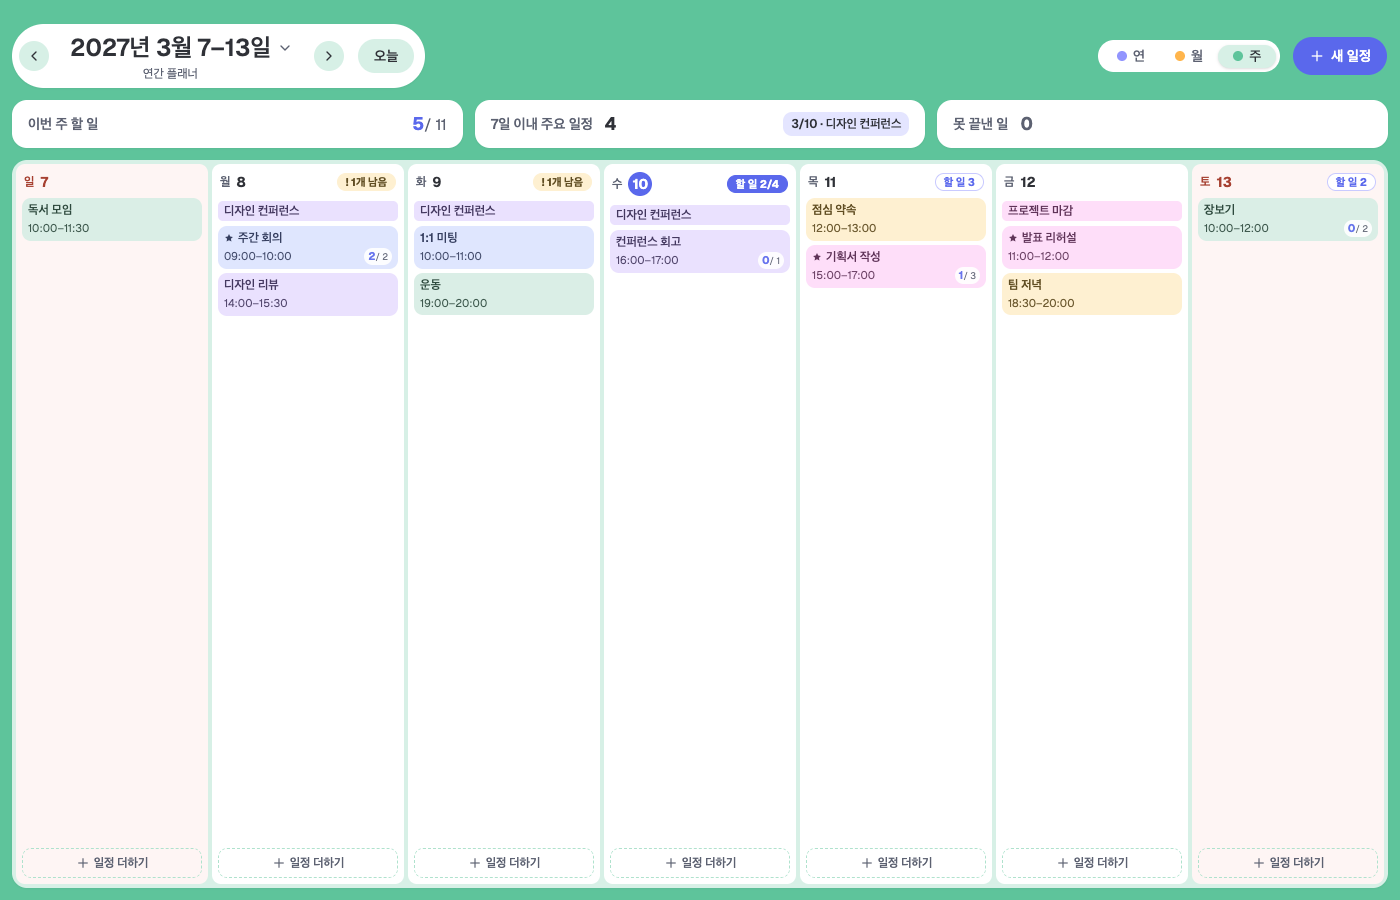 2027년 3월 7–13일
연간 플래너
오늘
연
월
주
새 일정
이번 주 할 일
5/ 11
7일 이내 주요 일정 4
3/10 · 디자인 컨퍼런스
못 끝낸 일 0
일 7
독서 모임
10:00–11:30
일정 더하기
월 8
! 1개 남음
디자인 컨퍼런스
★ 주간 회의
09:00–10:00
2/ 2
디자인 리뷰
14:00–15:30
일정 더하기
화 9
! 1개 남음
디자인 컨퍼런스
1:1 미팅
10:00–11:00
운동
19:00–20:00
일정 더하기
수 10
할 일 2/4
디자인 컨퍼런스
컨퍼런스 회고
16:00–17:00
0/ 1
일정 더하기
목 11
할 일 3
점심 약속
12:00–13:00
★ 기획서 작성
15:00–17:00
1/ 3
일정 더하기
금 12
프로젝트 마감
★ 발표 리허설
11:00–12:00
팀 저녁
18:30–20:00
일정 더하기
토 13
할 일 2
장보기
10:00–12:00
0/ 2
일정 더하기